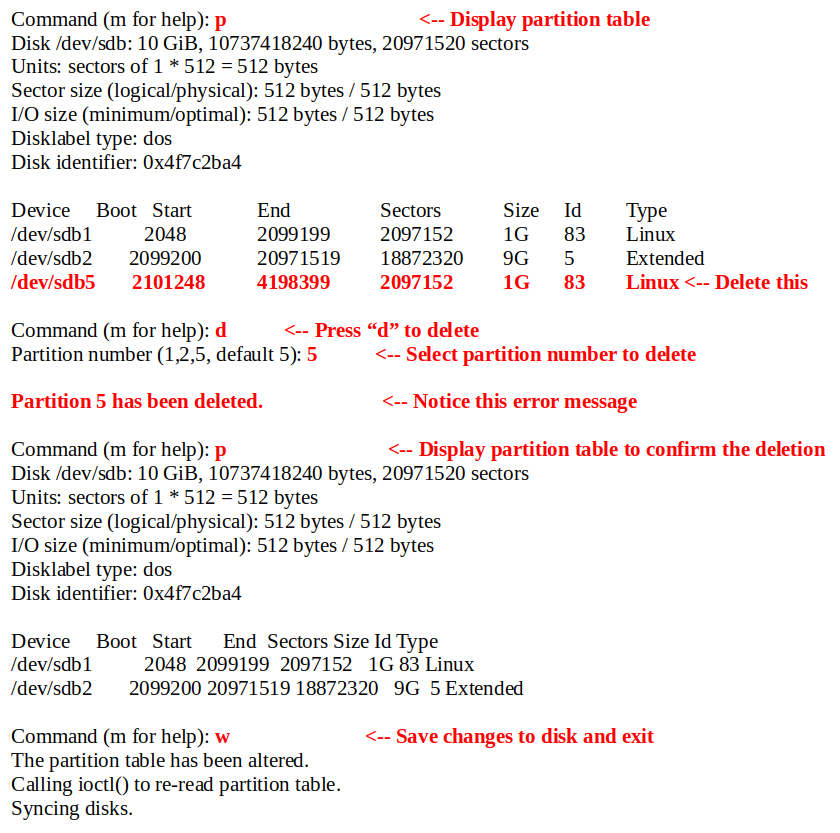 Command (m for help): p <-- Display partition table
Disk /dev/sdb: 10 GiB, 10737418240 bytes, 20971520 sectors
Units: sectors of 1 * 512 = 512 bytes
Sector size (logical/physical): 512 bytes / 512 bytes
I/O size (minimum/optimal): 512 bytes / 512 bytes
Disklabel type: dos
Disk identifier: 0x4f7c2ba4
Device Boot Start End Sectors Size Id Type
/dev/sdb1 2048 2099199 2097152 1G 83 Linux
/dev/sdb2 2099200 20971519 18872320 9G 5 Extended
/dev/sdb5 2101248 4198399 2097152 1G 83 Linux <-- Delete this
Command (m for help): d <-- Press “d” to delete
Partition number (1,2,5, default 5): 5 <-- Select partition number to delete
Partition 5 has been deleted. <-- Notice this error message
Command (m for help): p <-- Display partition table to confirm the deletion
Disk /dev/sdb: 10 GiB, 10737418240 bytes, 20971520 sectors
Units: sectors of 1 * 512 = 512 bytes
Sector size (logical/physical): 512 bytes / 512 bytes
I/O size (minimum/optimal): 512 bytes / 512 bytes
Disklabel type: dos
Disk identifier: 0x4f7c2ba4
Device Boot Start End Sectors Size Id Type
/dev/sdb1 2048 2099199 2097152 1G 83 Linux
/dev/sdb2 2099200 20971519 18872320 9G 5 Extended
Command (m for help): w <-- Save changes to disk and exit
The partition table has been altered.
Calling ioctl() to re-read partition table.
Syncing disks.